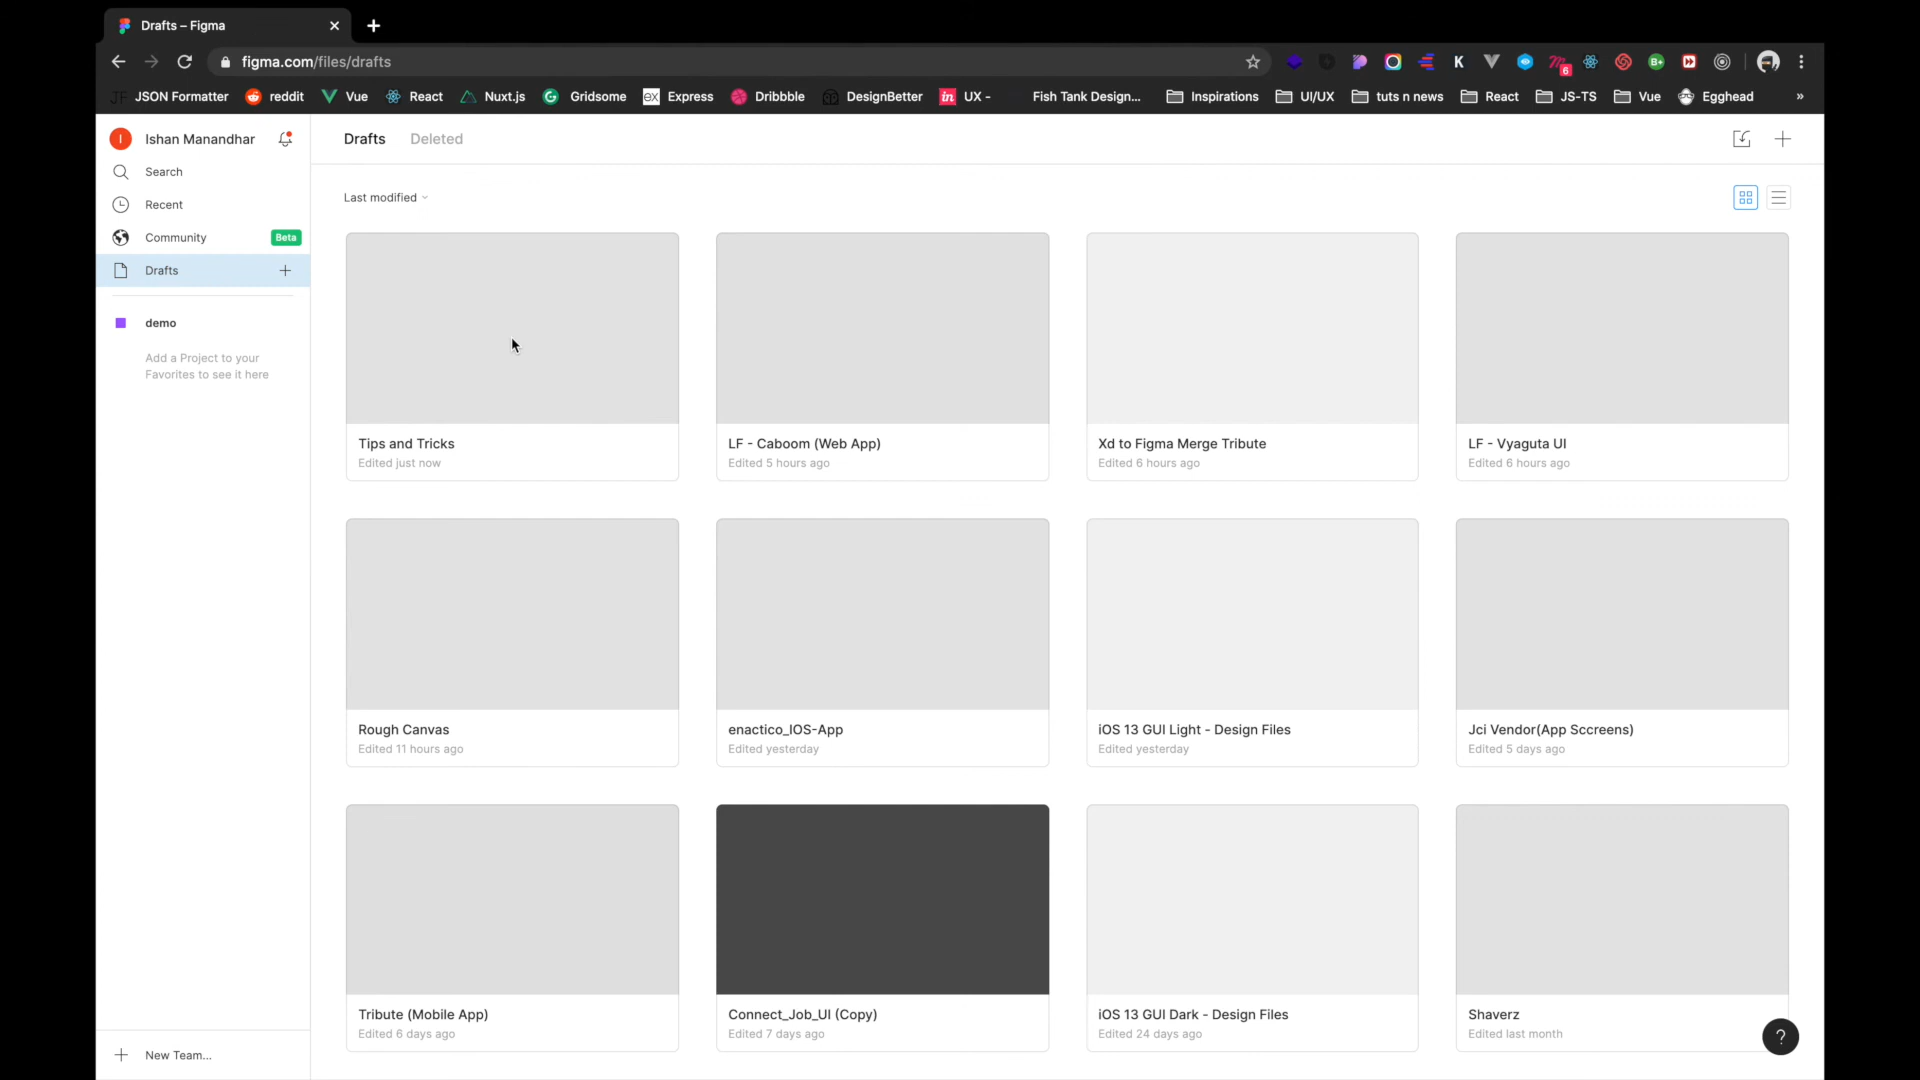 Drafts – Figma
figma.com/files/drafts
6
K
B+
JF JSON Formatter reddit Vue React Nuxt.js Gridsome ex Express Dribbble DesignBetter in UX - Fish Tank Design... Inspirations UI/UX tuts n news React JS-TS Vue Egghead »
I Ishan Manandhar
Search
Recent
Community Beta
Drafts
demo
Add a Project to your
Favorites to see it here
New Team...
Drafts Deleted
Last modified
Tips and Tricks
Edited just now
LF - Caboom (Web App)
Edited 5 hours ago
Xd to Figma Merge Tribute
Edited 6 hours ago
LF - Vyaguta UI
Edited 6 hours ago
Rough Canvas
Edited 11 hours ago
enactico_IOS-App
Edited yesterday
iOS 13 GUI Light - Design Files
Edited yesterday
Jci Vendor(App Sccreens)
Edited 5 days ago
Tribute (Mobile App)
Edited 6 days ago
Connect_Job_UI (Copy)
Edited 7 days ago
iOS 13 GUI Dark - Design Files
Edited 24 days ago
Shaverz
Edited last month
?